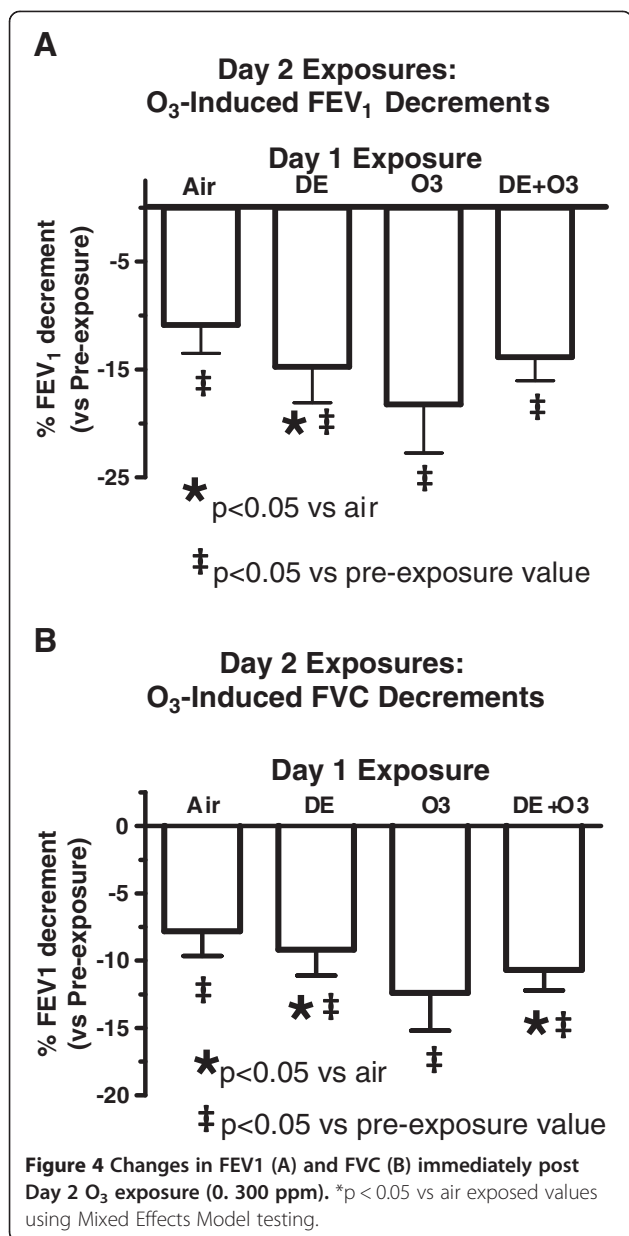 A
Day 2 Exposures:
O₃-Induced FEV₁ Decrements
Day 1 Exposure
Air DE O3 DE+O3
% FEV₁ decrement
(vs Pre-exposure)
-5
-15
-25
‡
* ‡
‡
‡
* p<0.05 vs air
‡ p<0.05 vs pre-exposure value
B
Day 2 Exposures:
O₃-Induced FVC Decrements
Day 1 Exposure
Air DE O3 DE+O3
% FEV1 decrement
(vs Pre-exposure)
0
-5
-10
-15
-20
‡
* ‡
‡
* ‡
* p<0.05 vs air
‡ p<0.05 vs pre-exposure value
Figure 4 Changes in FEV1 (A) and FVC (B) immediately post
Day 2 O₃ exposure (0. 300 ppm). *p < 0.05 vs air exposed values
using Mixed Effects Model testing.